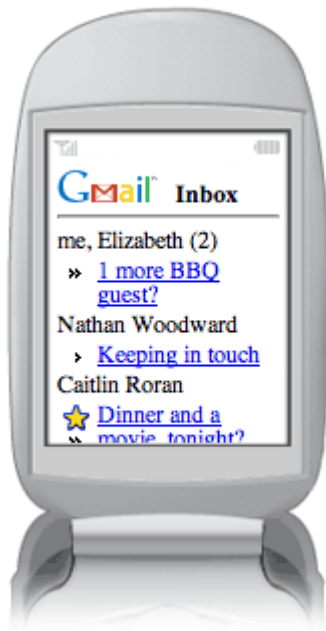 Gmail Inbox
me, Elizabeth (2)
» 1 more BBQ
guest?
Nathan Woodward
› Keeping in touch
Caitlin Roran
Dinner and a
» movie, tonight?